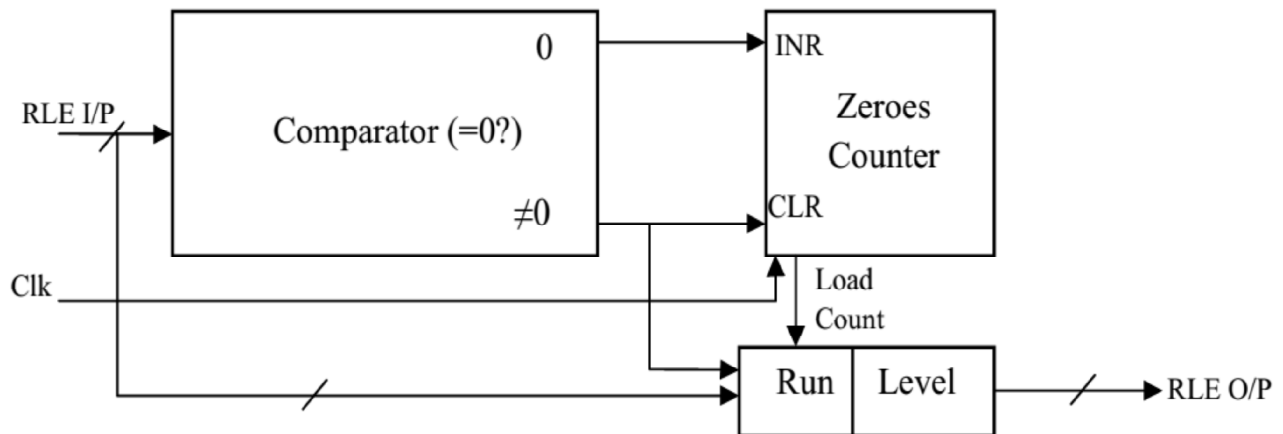 0
INR
RLE I/P
Comparator (=0?)
Zeroes
Counter
≠0
CLR
Clk
Load
Count
Run
Level
RLE O/P